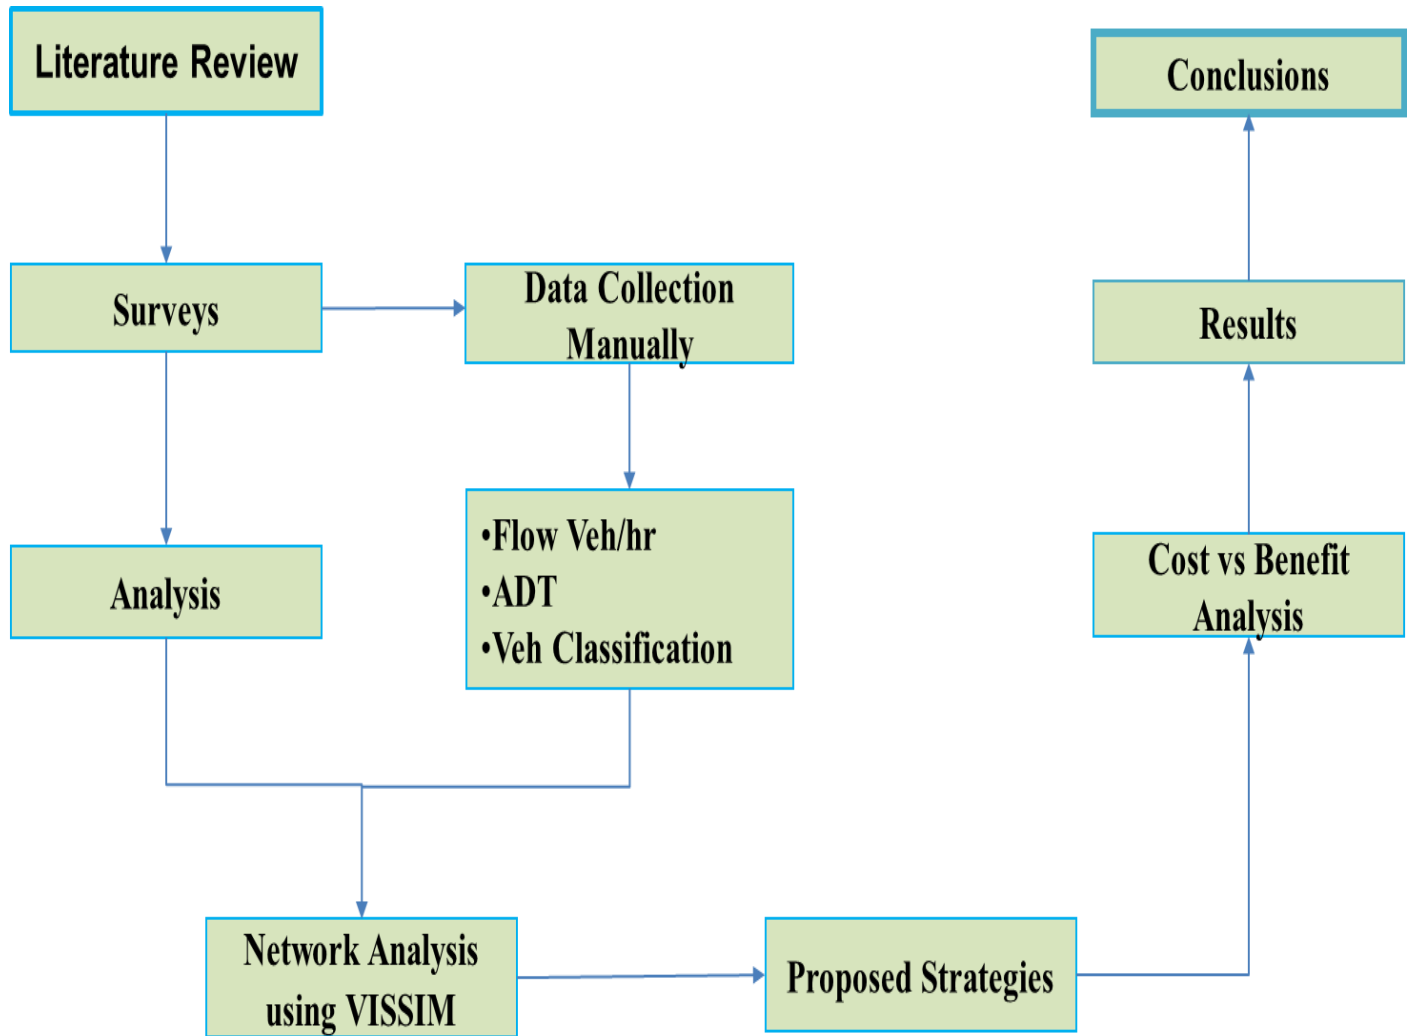 Literature Review
Surveys
Data Collection
Manually
Analysis
•Flow Veh/hr
•ADT
•Veh Classification
Network Analysis
using VISSIM
Proposed Strategies
Cost vs Benefit
Analysis
Results
Conclusions